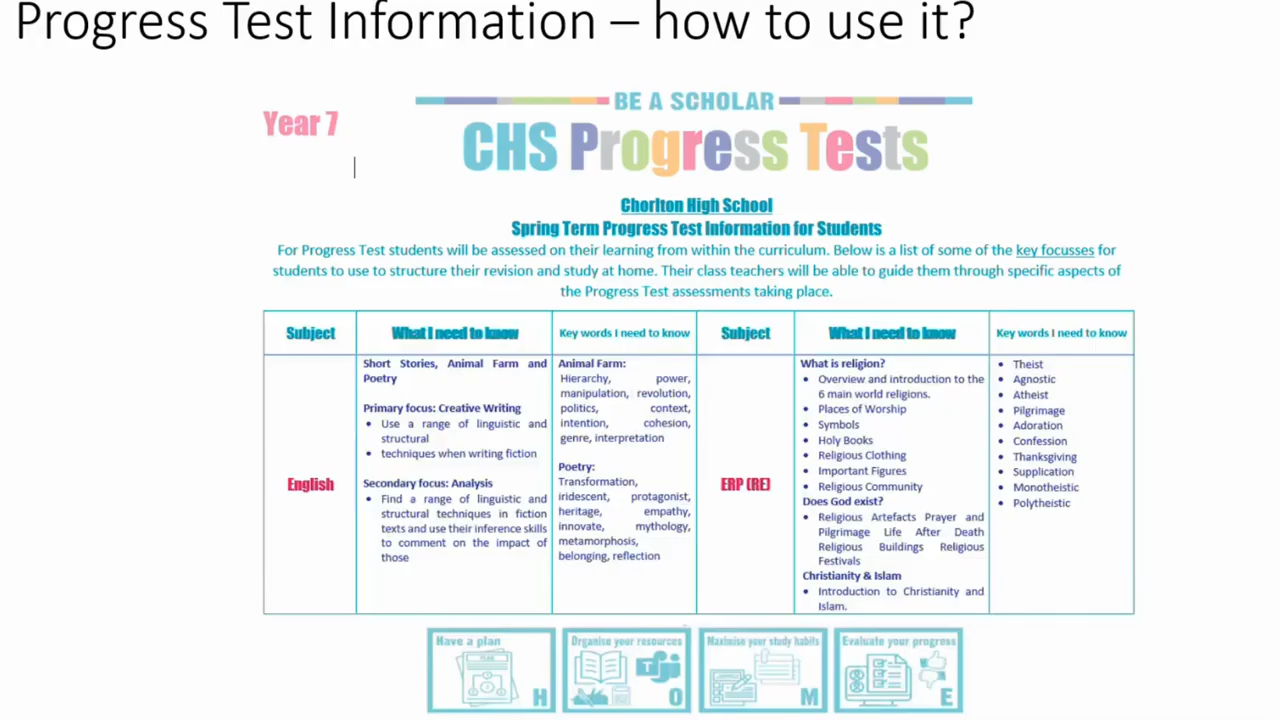 Progress Test Information – how to use it?
BE A SCHOLAR
Year 7
CHS Progress Tests
Chorlton High School
Spring Term Progress Test Information for Students
For Progress Test students will be assessed on their learning from within the curriculum. Below is a list of some of the key focusses for
students to use to structure their revision and study at home. Their class teachers will be able to guide them through specific aspects of
the Progress Test assessments taking place.
Subject
What I need to know
Key words I need to know
Subject
What I need to know
Key words I need to know
English
Short Stories, Animal Farm and
Poetry
Primary focus: Creative Writing
• Use a range of linguistic and
structural
• techniques when writing fiction
Secondary focus: Analysis
• Find a range of linguistic and
structural techniques in fiction
texts and use their inference skills
to comment on the impact of
those
Animal Farm:
Hierarchy, power,
manipulation, revolution,
politics, context,
intention, cohesion,
genre, interpretation
Poetry:
Transformation,
iridescent, protagonist,
heritage, empathy,
innovate, mythology,
metamorphosis,
belonging, reflection
ERP (RE)
What is religion?
• Overview and introduction to the
6 main world religions.
• Places of Worship
• Symbols
• Holy Books
• Religious Clothing
• Important Figures
• Religious Community
Does God exist?
• Religious Artefacts Prayer and
Pilgrimage Life After Death
Religious Buildings Religious
Festivals
Christianity & Islam
• Introduction to Christianity and
Islam.
• Theist
• Agnostic
• Atheist
• Pilgrimage
• Adoration
• Confession
• Thanksgiving
• Supplication
• Monotheistic
• Polytheistic
Have a plan
PLAN
H
Organise your resources
T
O
Maximise your study habits
M
Evaluate your progress
E